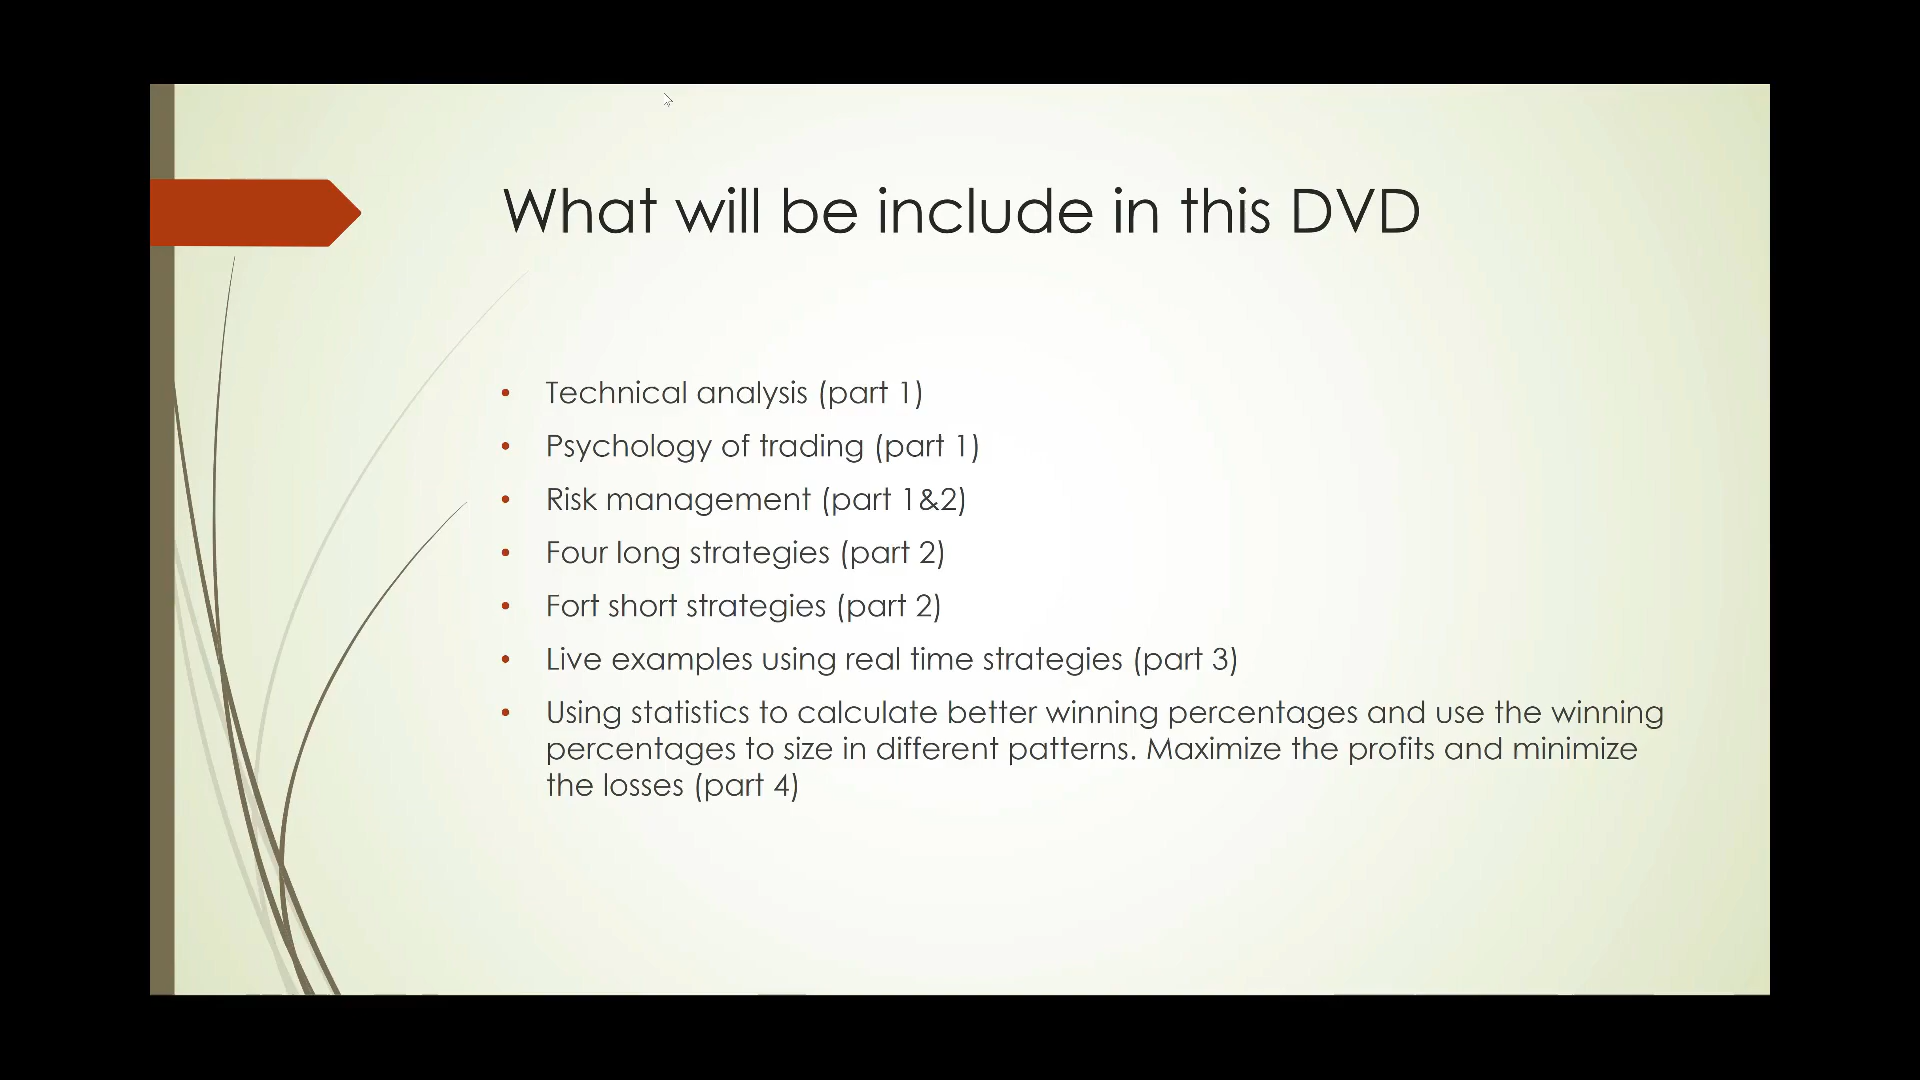 What will be include in this DVD
• Technical analysis (part 1)
• Psychology of trading (part 1)
• Risk management (part 1&2)
• Four long strategies (part 2)
• Fort short strategies (part 2)
• Live examples using real time strategies (part 3)
• Using statistics to calculate better winning percentages and use the winning
percentages to size in different patterns. Maximize the profits and minimize
the losses (part 4)